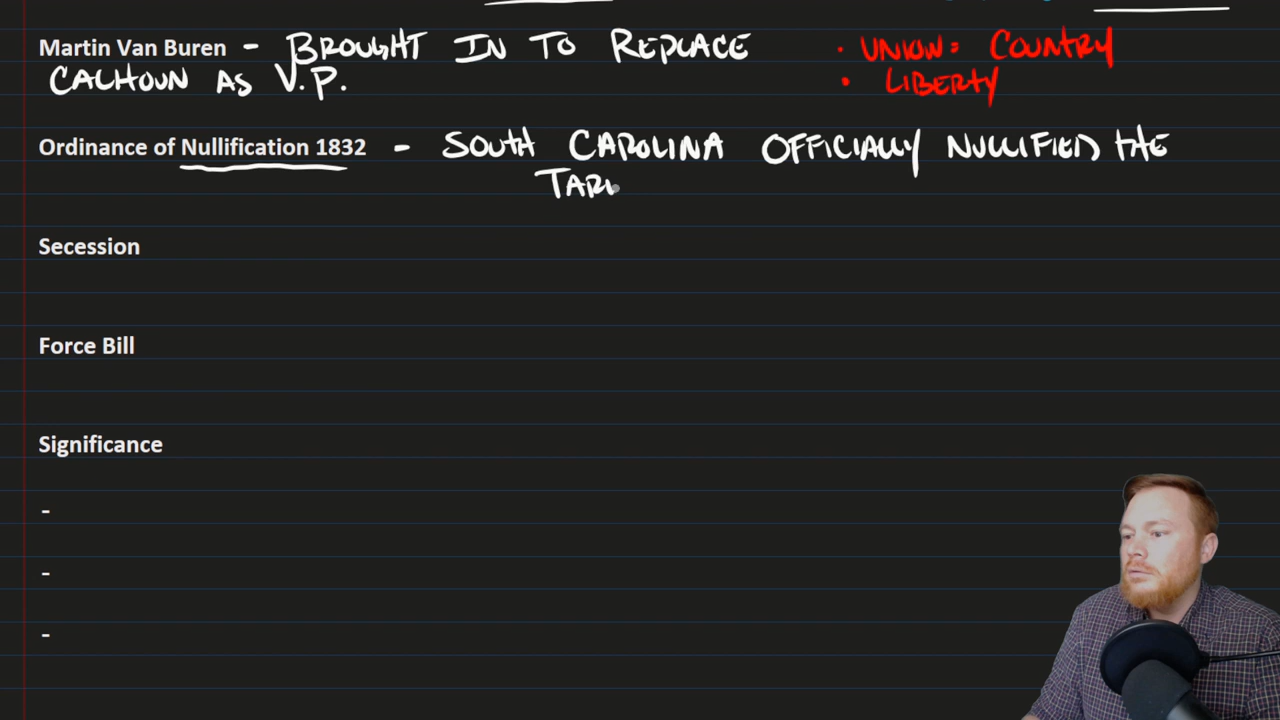 Martin Van Buren - BROUGHT IN TO REPLACE
CALHOUN AS V.P.
• UNION = COUNTRY
• LIBERTY
Ordinance of Nullification 1832 - SOUTH CAROLINA OFFICIALLY NULLIFIED THE
TARI
Secession
Force Bill
Significance
-
-
-